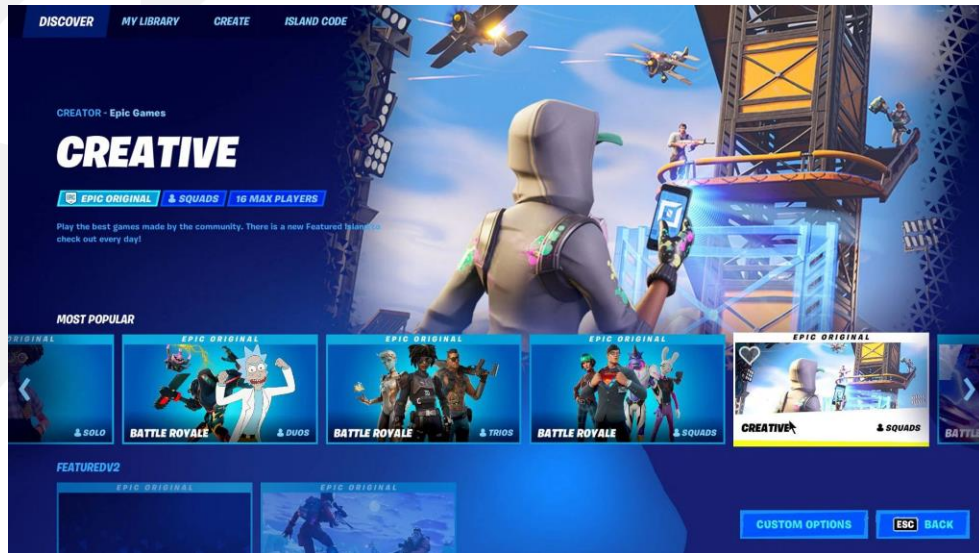 DISCOVER MY LIBRARY CREATE ISLAND CODE
CREATOR - Epic Games
CREATIVE
EPIC ORIGINAL SQUADS 16 MAX PLAYERS
Play the best games made by the community. There is a new Featured Island to
check out every day!
MOST POPULAR
ORIGINAL
SOLO
EPIC ORIGINAL
BATTLE ROYALE DUOS
EPIC ORIGINAL
BATTLE ROYALE TRIOS
EPIC ORIGINAL
BATTLE ROYALE SQUADS
EPIC ORIGINAL
CREATIVE SQUADS
BATTL
FEATUREDV2
EPIC ORIGINAL
EPIC ORIGINAL
CUSTOM OPTIONS
ESC BACK